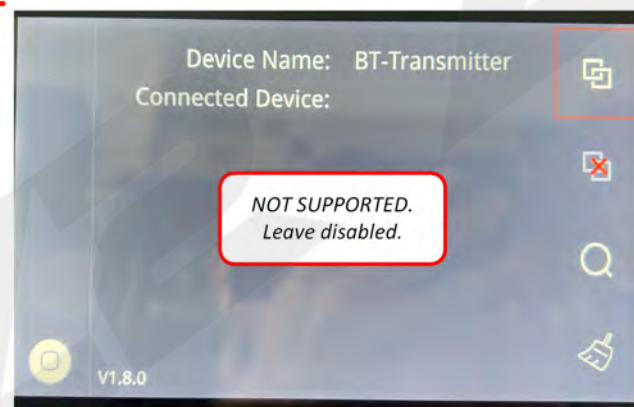 Device Name: BT-Transmitter
Connected Device:
NOT SUPPORTED.
Leave disabled.
V1.8.0